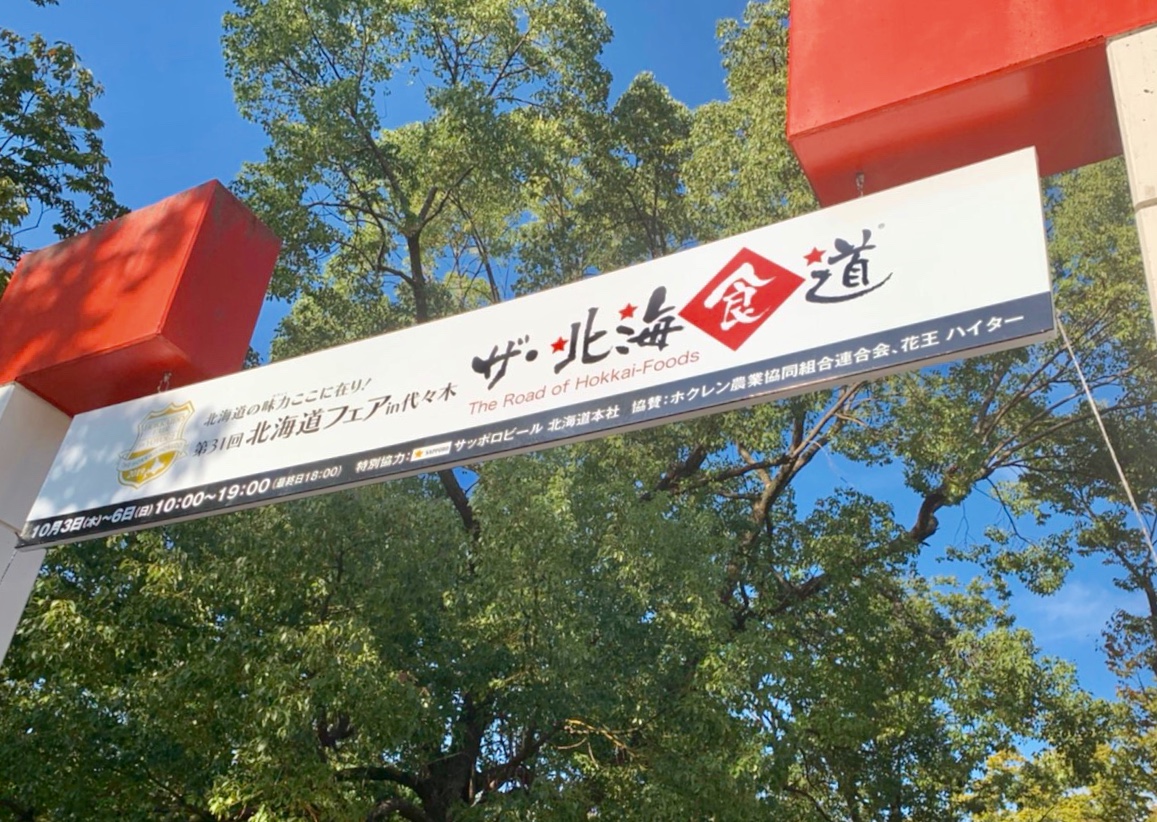 北海道の味力ここに在り!
第31回 北海道フェアin代々木
ザ・北海食道
The Road of Hokkai-Foods
10月3日(木)〜6日(日) 10:00〜19:00 (最終日18:00) 特別協力: SAPPORO サッポロビール 北海道本社 協賛:ホクレン農業協同組合連合会、花王 ハイター